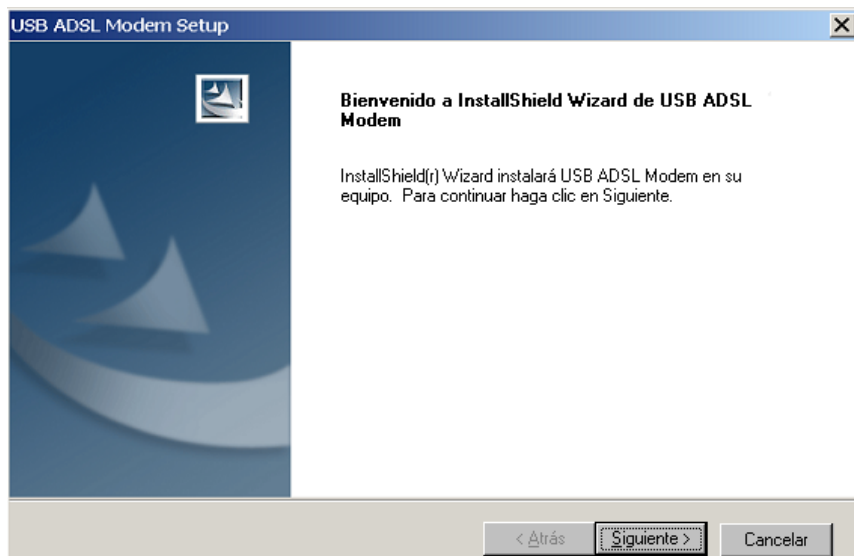 USB ADSL Modem Setup
Bienvenido a InstallShield Wizard de USB ADSL
Modem
InstallShield(r) Wizard instalará USB ADSL Modem en su
equipo. Para continuar haga clic en Siguiente.
< Atrás
Siguiente >
Cancelar